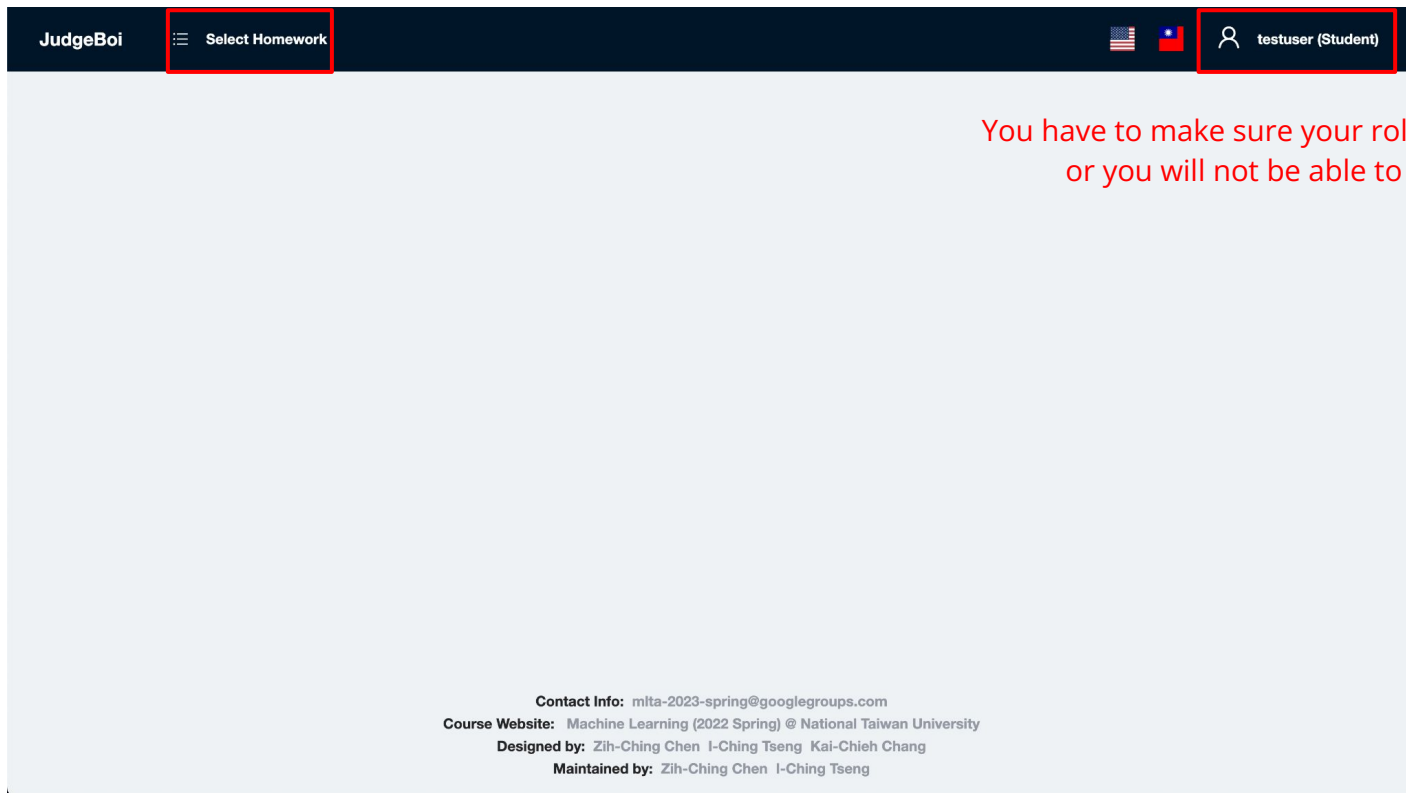 JudgeBoi Select Homework testuser (Student)
You have to make sure your
or you will not be able to
Contact Info: mlta-2023-spring@googlegroups.com
Course Website: Machine Learning (2022 Spring) @ National Taiwan University
Designed by: Zih-Ching Chen I-Ching Tseng Kai-Chieh Chang
Maintained by: Zih-Ching Chen I-Ching Tseng